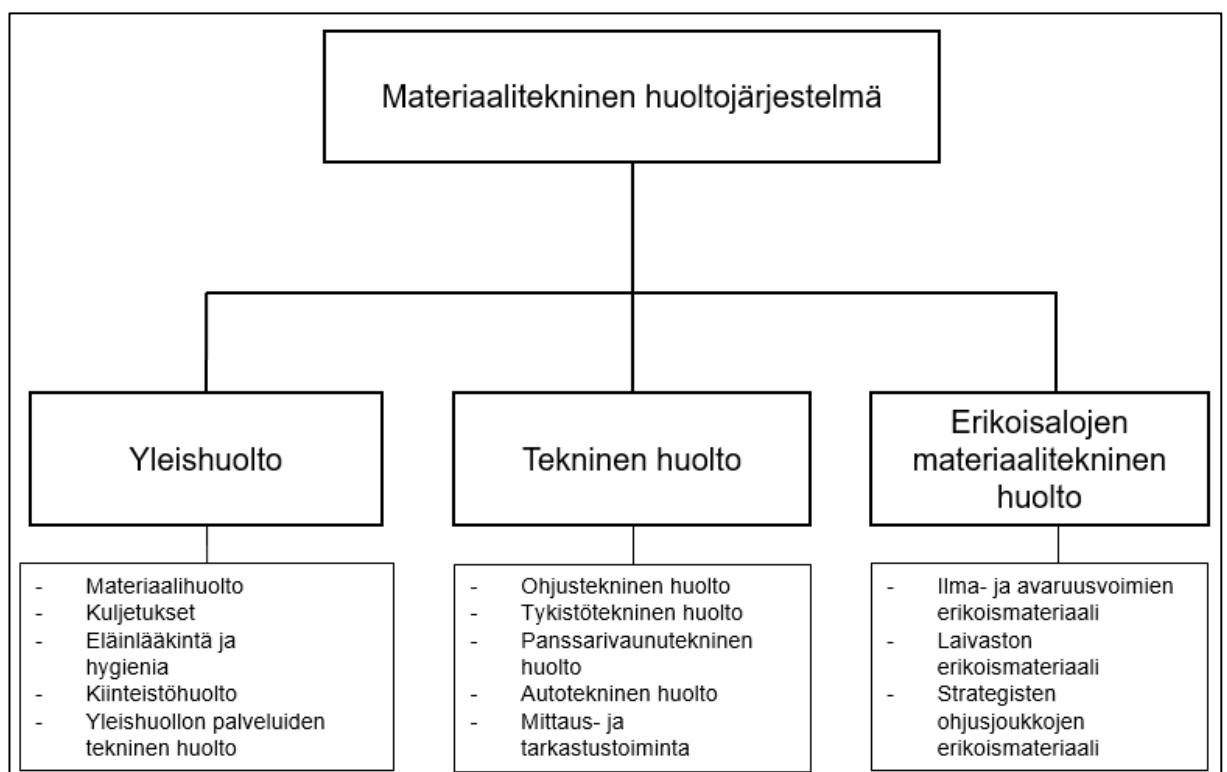 Materiaalitekninen huoltojärjestelmä
Yleishuolto
- Materiaalihuolto
- Kuljetukset
- Eläinlääkintä ja
hygienia
- Kiinteistöhuolto
- Yleishuollon palveluiden
tekninen huolto
Tekninen huolto
- Ohjustekninen huolto
- Tykistötekninen huolto
- Panssarivaunutekninen
huolto
- Autotekninen huolto
- Mittaus- ja
tarkastustoiminta
Erikoisalojen
materiaalitekninen
huolto
- Ilma- ja avaruusvoimien
erikoismateriaali
- Laivaston
erikoismateriaali
- Strategisten
ohjusjoukkojen
erikoismateriaali